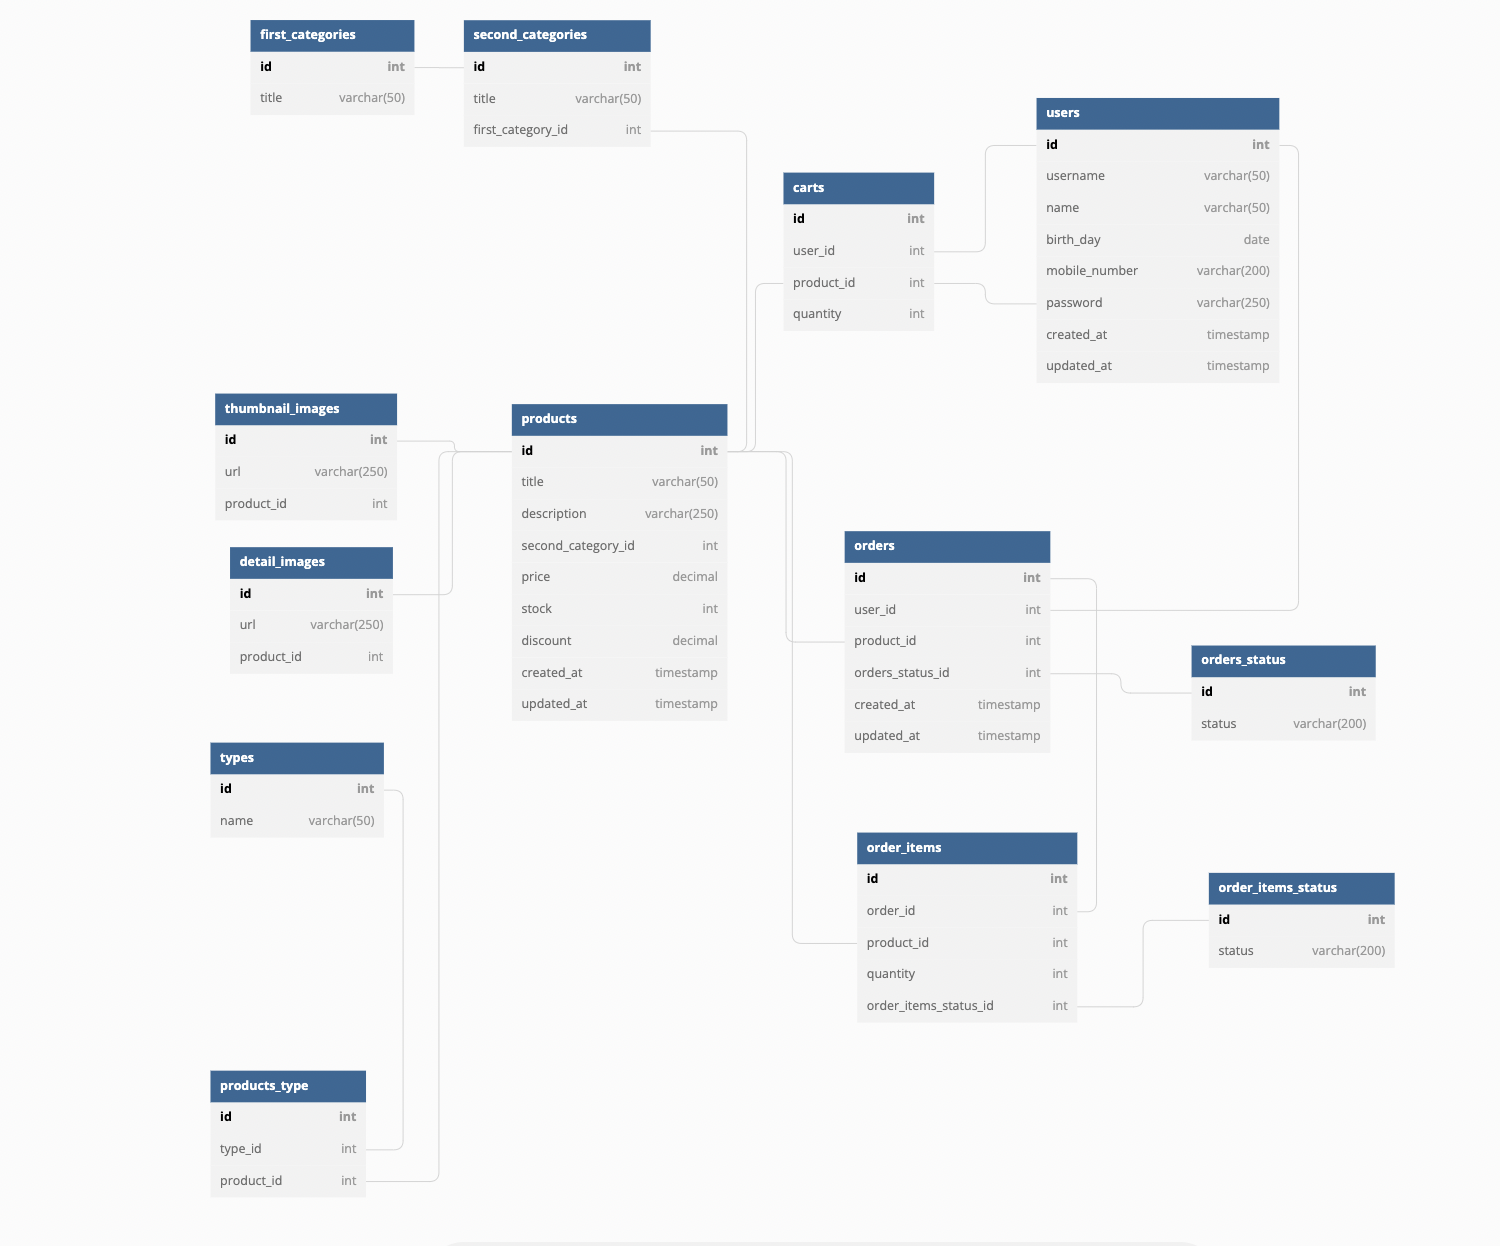 first_categories
id int
title varchar(50)
second_categories
id int
title varchar(50)
first_category_id int
users
id int
username varchar(50)
name varchar(50)
birth_day date
mobile_number varchar(200)
password varchar(250)
created_at timestamp
updated_at timestamp
carts
id int
user_id int
product_id int
quantity int
thumbnail_images
id int
url varchar(250)
product_id int
products
id int
title varchar(50)
description varchar(250)
second_category_id int
price decimal
stock int
discount decimal
created_at timestamp
updated_at timestamp
detail_images
id int
url varchar(250)
product_id int
orders
id int
user_id int
product_id int
orders_status_id int
created_at timestamp
updated_at timestamp
orders_status
id int
status varchar(200)
types
id int
name varchar(50)
order_items
id int
order_id int
product_id int
quantity int
order_items_status_id int
order_items_status
id int
status varchar(200)
products_type
id int
type_id int
product_id int